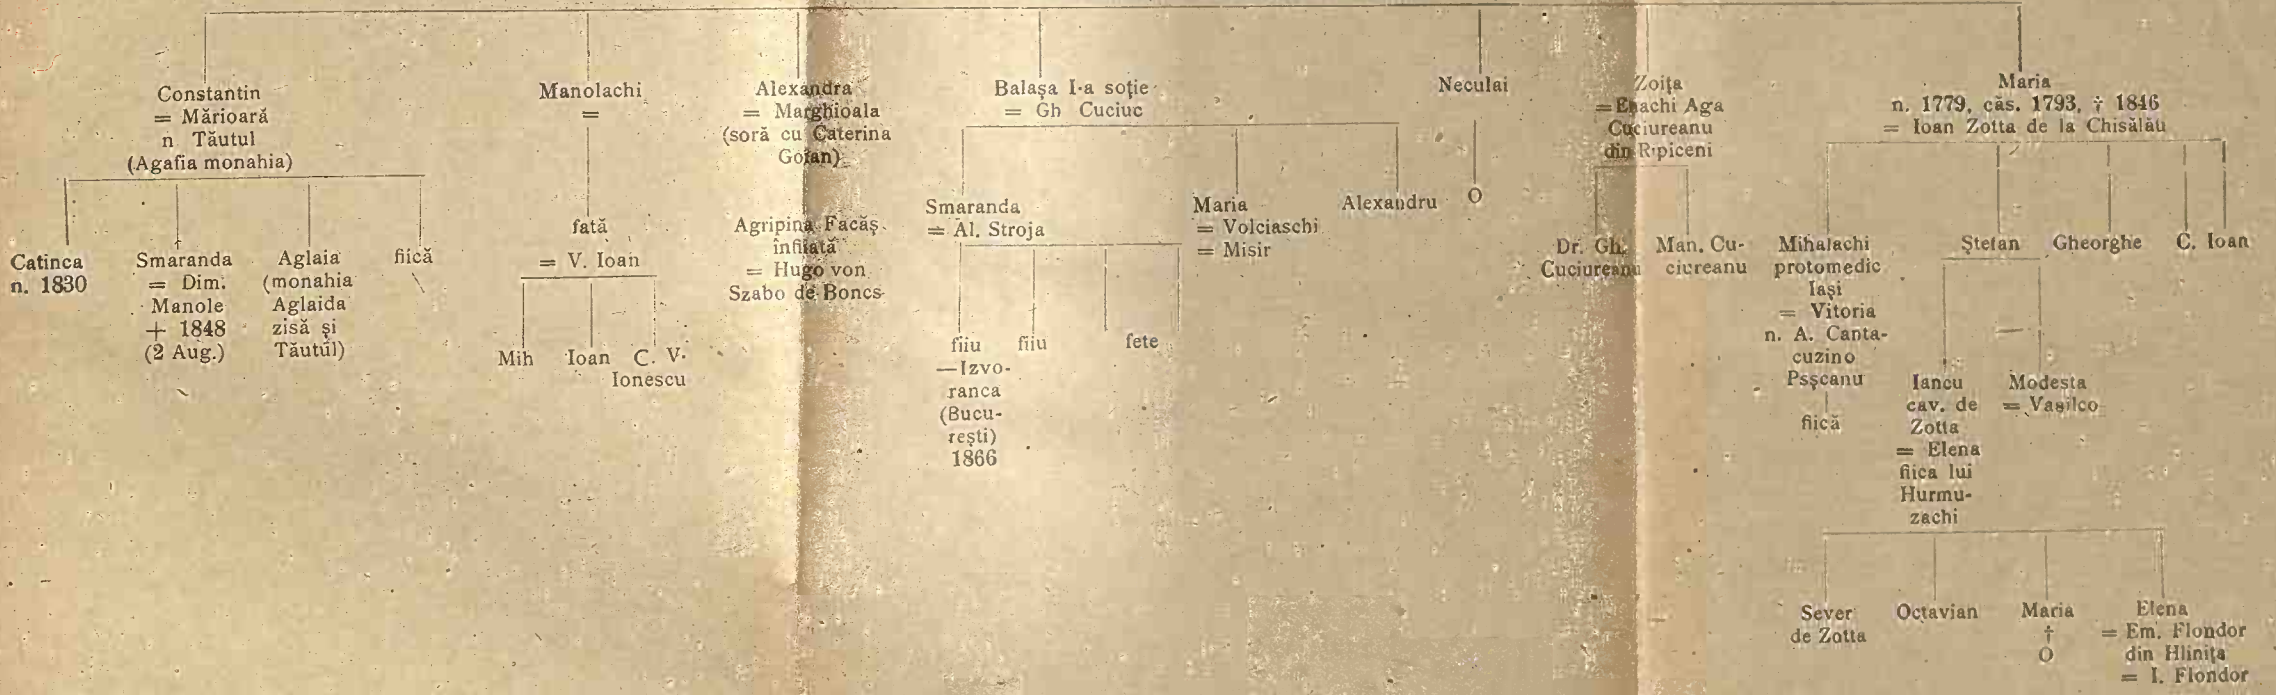 Constantin
= Mărioară
n Tăutul
(Agafia monahia)
Manolachi
=
Alexandra
= Marghioala
(soră cu Caterina
Goian)
Balașa I-a soție
= Gh Cuciuc
Neculai
Zoița
= Enachi Aga
Cuciureanu
din Ripiceni
Maria
n. 1779, căs. 1793, † 1846
= Ioan Zotta de la Chisălău
Catinca
n. 1830
Smaranda
= Dim.
Manole
+ 1848
(2 Aug.)
Aglaia
(monahia
Aglaida
zisă și
Tăutul)
fiică
fată
= V. Ioan
Mih
Ioan
C. V.
Ionescu
Agripina Facăș
înfiiată
= Hugo von
Szabo de Boncs
Smaranda
= Al. Stroja
Maria
= Volciaschi
= Misir
Alexandru
O
fiiu
—Izvo-
ranca
(Bucu-
rești)
1866
fiiu
fete
Dr. Gh.
Cuciureanu
Man. Cu-
ciureanu
Mihalachi
protomedic
Iași
= Vitoria
n. A. Canta-
cuzino
Psșcanu
fiică
Ștefan
Gheorghe
C.
Ioan
Iancu
cav. de
Zotta
= Elena
fiica lui
Hurmu-
zachi
Modesta
= Vasilco
Sever
de Zotta
Octavian
Maria
†
O
Elena
= Em. Flondor
din Hlinița
= I. Flondor